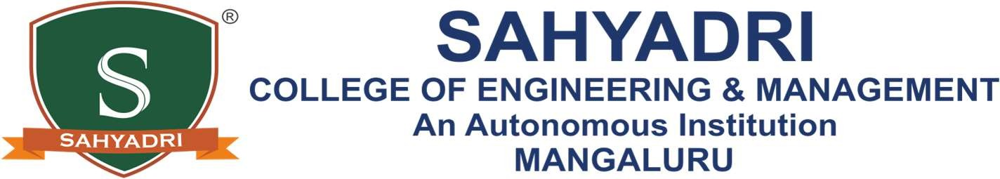 S
SAHYADRI
®
SAHYADRI
COLLEGE OF ENGINEERING & MANAGEMENT
An Autonomous Institution
MANGALURU